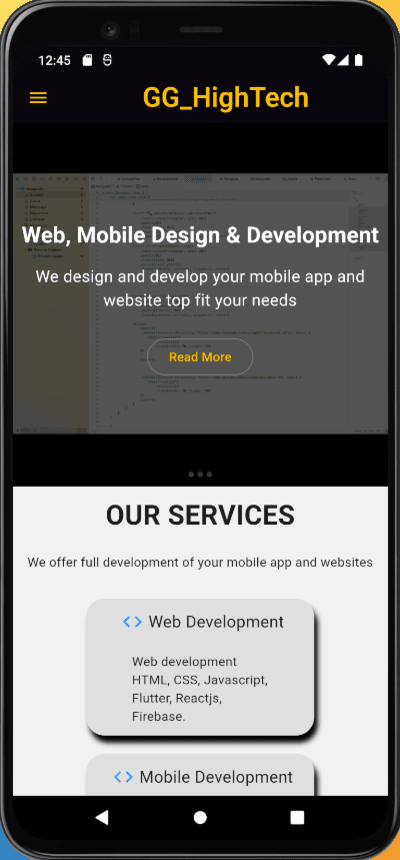 12:45
GG_HighTech
Web, Mobile Design & Development
We design and develop your mobile app and
website top fit your needs
Read More
OUR SERVICES
We offer full development of your mobile app and websites
Web Development
Web development
HTML, CSS, Javascript,
Flutter, Reactjs,
Firebase.
Mobile Development